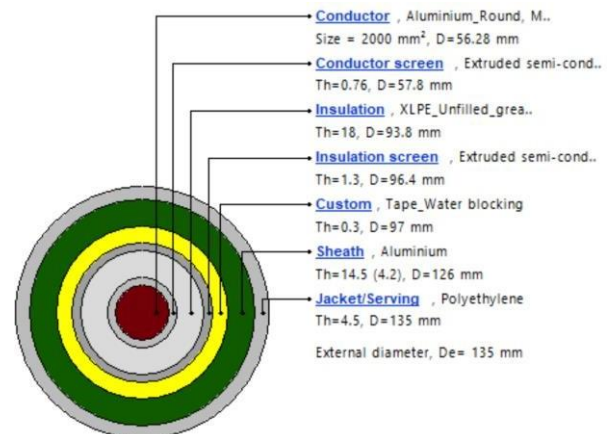 Conductor , Aluminium_Round, M..
Size = 2000 mm², D=56.28 mm
Conductor screen , Extruded semi-cond..
Th=0.76, D=57.8 mm
Insulation , XLPE_Unfilled_grea..
Th=18, D=93.8 mm
Insulation screen , Extruded semi-cond..
Th=1.3, D=96.4 mm
Custom , Tape_Water blocking
Th=0.3, D=97 mm
Sheath , Aluminium
Th=14.5 (4.2), D=126 mm
Jacket/Serving , Polyethylene
Th=4.5, D=135 mm
External diameter, De= 135 mm